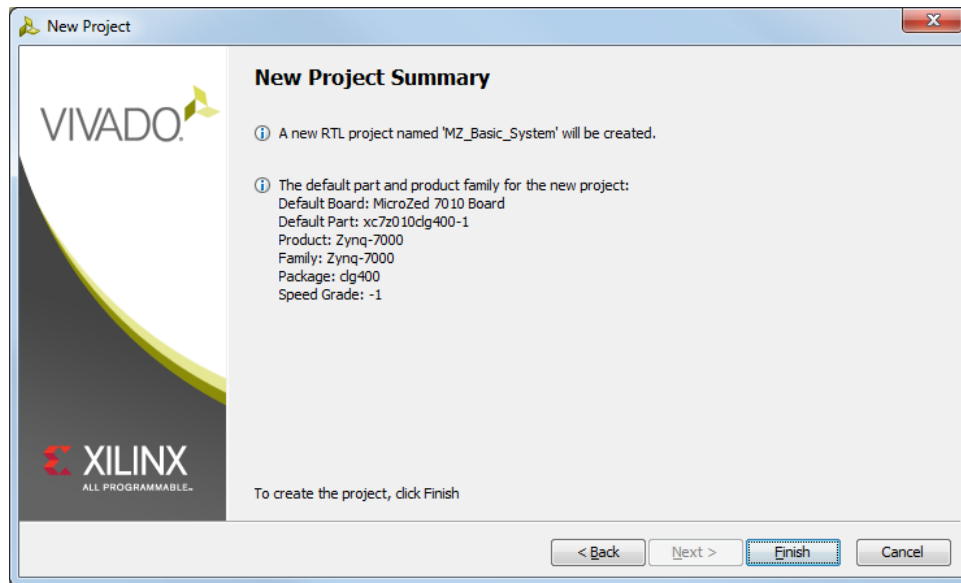 New Project
VIVADO.
New Project Summary
A new RTL project named 'MZ_Basic_System' will be created.
The default part and product family for the new project:
Default Board: MicroZed 7010 Board
Default Part: xc7z010clg400-1
Product: Zynq-7000
Family: Zynq-7000
Package: clg400
Speed Grade: -1
XILINX
ALL PROGRAMMABLE™
To create the project, click Finish
< Back
Next >
Finish
Cancel